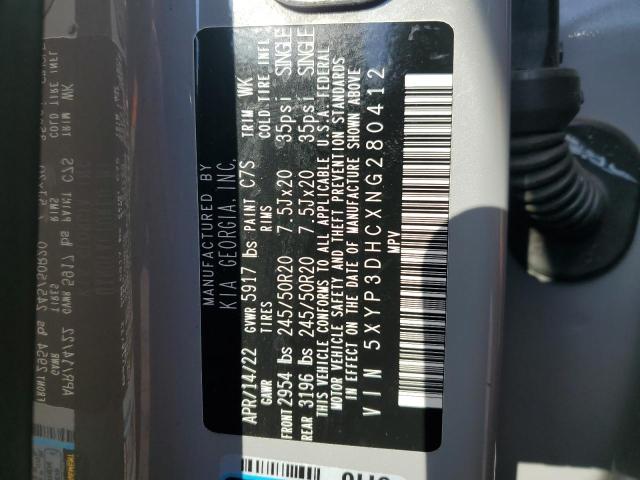 MANUFACTURED BY
KIA GEORGIA, INC.
APR/14/22 GVWR 5917 lbs PAINT C7S TRIM WK
GAWR TIRES RIMS COLD TIRE INFL
FRONT 2954 lbs 245/50R20 7.5Jx20 35psi SINGLE
REAR 3196 lbs 245/50R20 7.5Jx20 35psi SINGLE
THIS VEHICLE CONFORMS TO ALL APPLICABLE U.S.A. FEDERAL
MOTOR VEHICLE SAFETY AND THEFT PREVENTION STANDARDS
IN EFFECT ON THE DATE OF MANUFACTURE SHOWN ABOVE
VIN 5XYP3DHCXNG280412
MPV